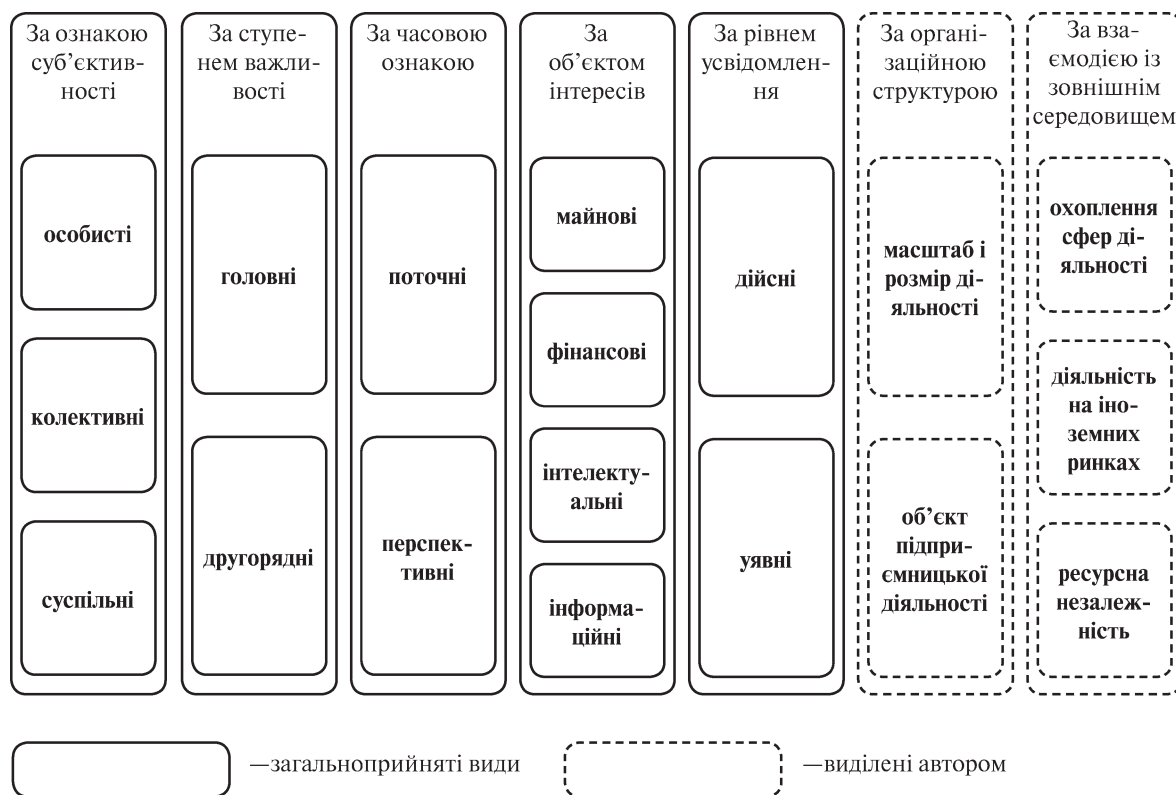 За ознакою
суб’єктив-
ності
особисті
колективні
суспільні
За ступе-
нем важли-
вості
головні
другорядні
За часовою
ознакою
поточні
перспек-
тивні
За
об’єктом
інтересів
майнові
фінансові
інтелекту-
альні
інформа-
ційні
За рівнем
усвідомлен-
ня
дійсні
уявні
За органі-
заційною
структурою
масштаб і
розмір ді-
яльності
об’єкт
підпри-
ємницької
діяльності
За вза-
ємодією із
зовнішнім
середовищем
охоплення
сфер ді-
яльності
діяльність
на іно-
земних
ринках
ресурсна
незалеж-
ність
—загальноприйняті види
—виділені автором